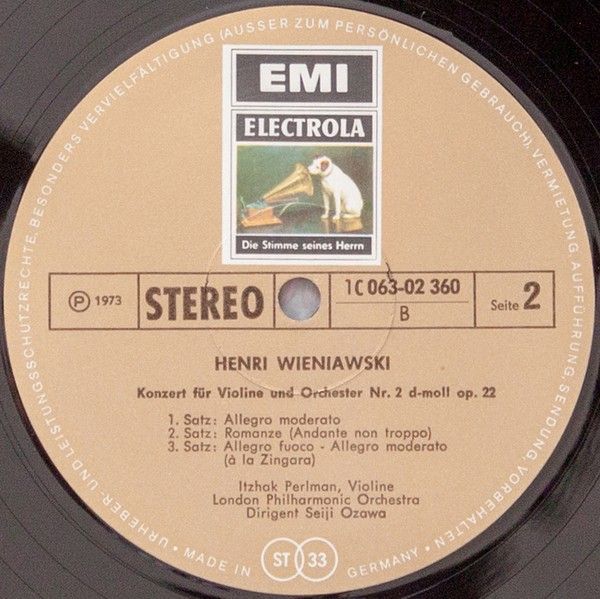 URHEBER- UND LEISTUNGSSCHUTZRECHTE, BESONDERS VERVIELFÄLTIGUNG (AUSSER ZUM PERSÖNLICHEN GEBRAUCH), VERMIETUNG, AUFFÜHRUNG, SENDUNG, VORBEHALTEN •
EMI
ELECTROLA
Die Stimme seines Herrn
℗ 1973
STEREO
1C 063-02 360
B
Seite 2
HENRI WIENIAWSKI
Konzert für Violine und Orchester Nr. 2 d-moll op. 22
1. Satz: Allegro moderato
2. Satz: Romanze (Andante non troppo)
3. Satz: Allegro fuoco - Allegro moderato
(à la Zingara)
Itzhak Perlman, Violine
London Philharmonic Orchestra
Dirigent Seiji Ozawa
• MADE IN GERMANY •
ST 33